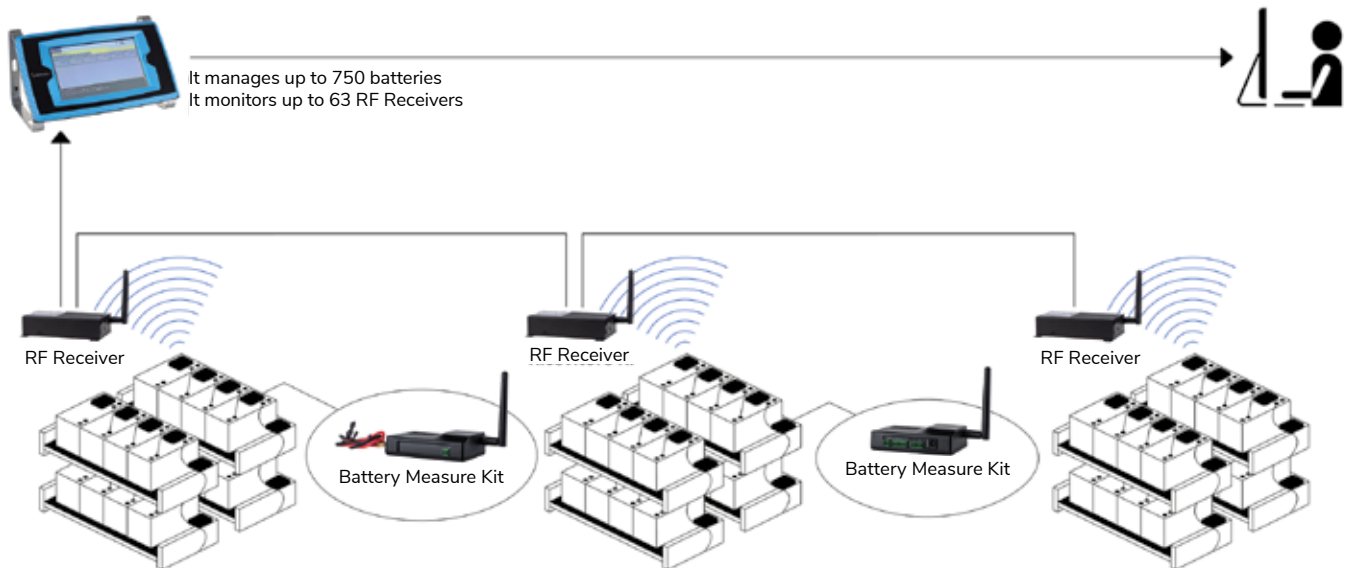 It manages up to 750 batteries
It monitors up to 63 RF Receivers
RF Receiver
RF Receiver
RF Receiver
Battery Measure Kit
Battery Measure Kit